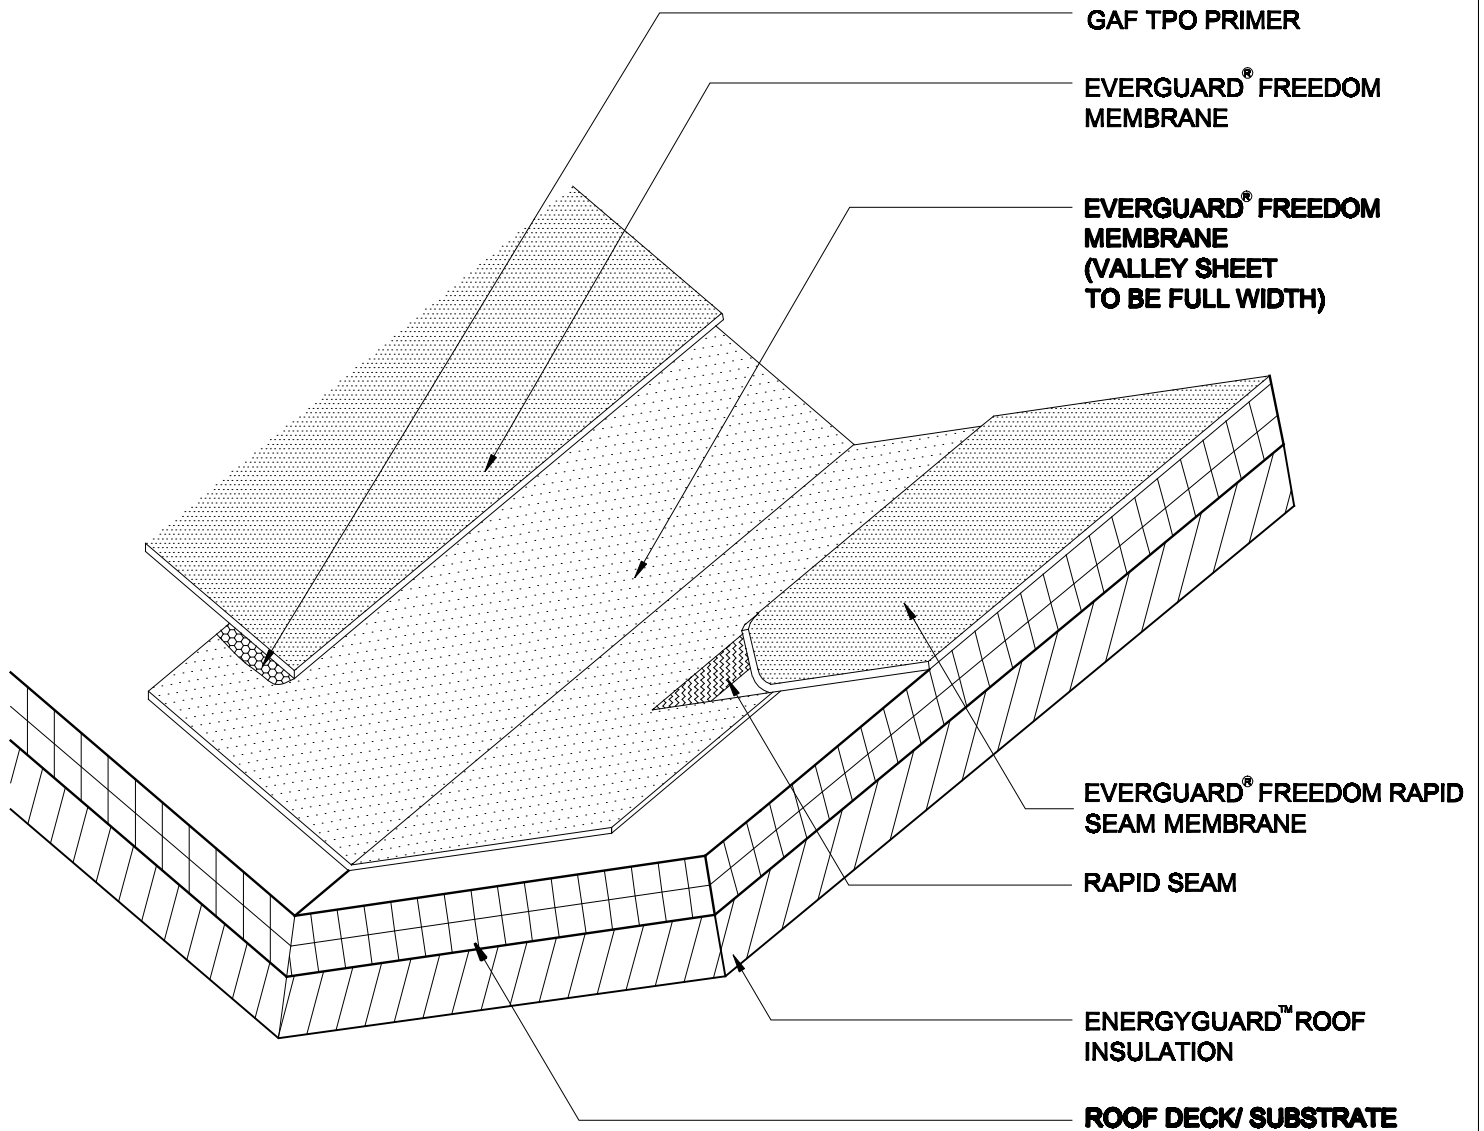 GAF TPO PRIMER
EVERGUARD® FREEDOM
MEMBRANE
EVERGUARD® FREEDOM
MEMBRANE
(VALLEY SHEET
TO BE FULL WIDTH)
EVERGUARD® FREEDOM RAPID
SEAM MEMBRANE
RAPID SEAM
ENERGYGUARD™ ROOF
INSULATION
ROOF DECK/ SUBSTRATE